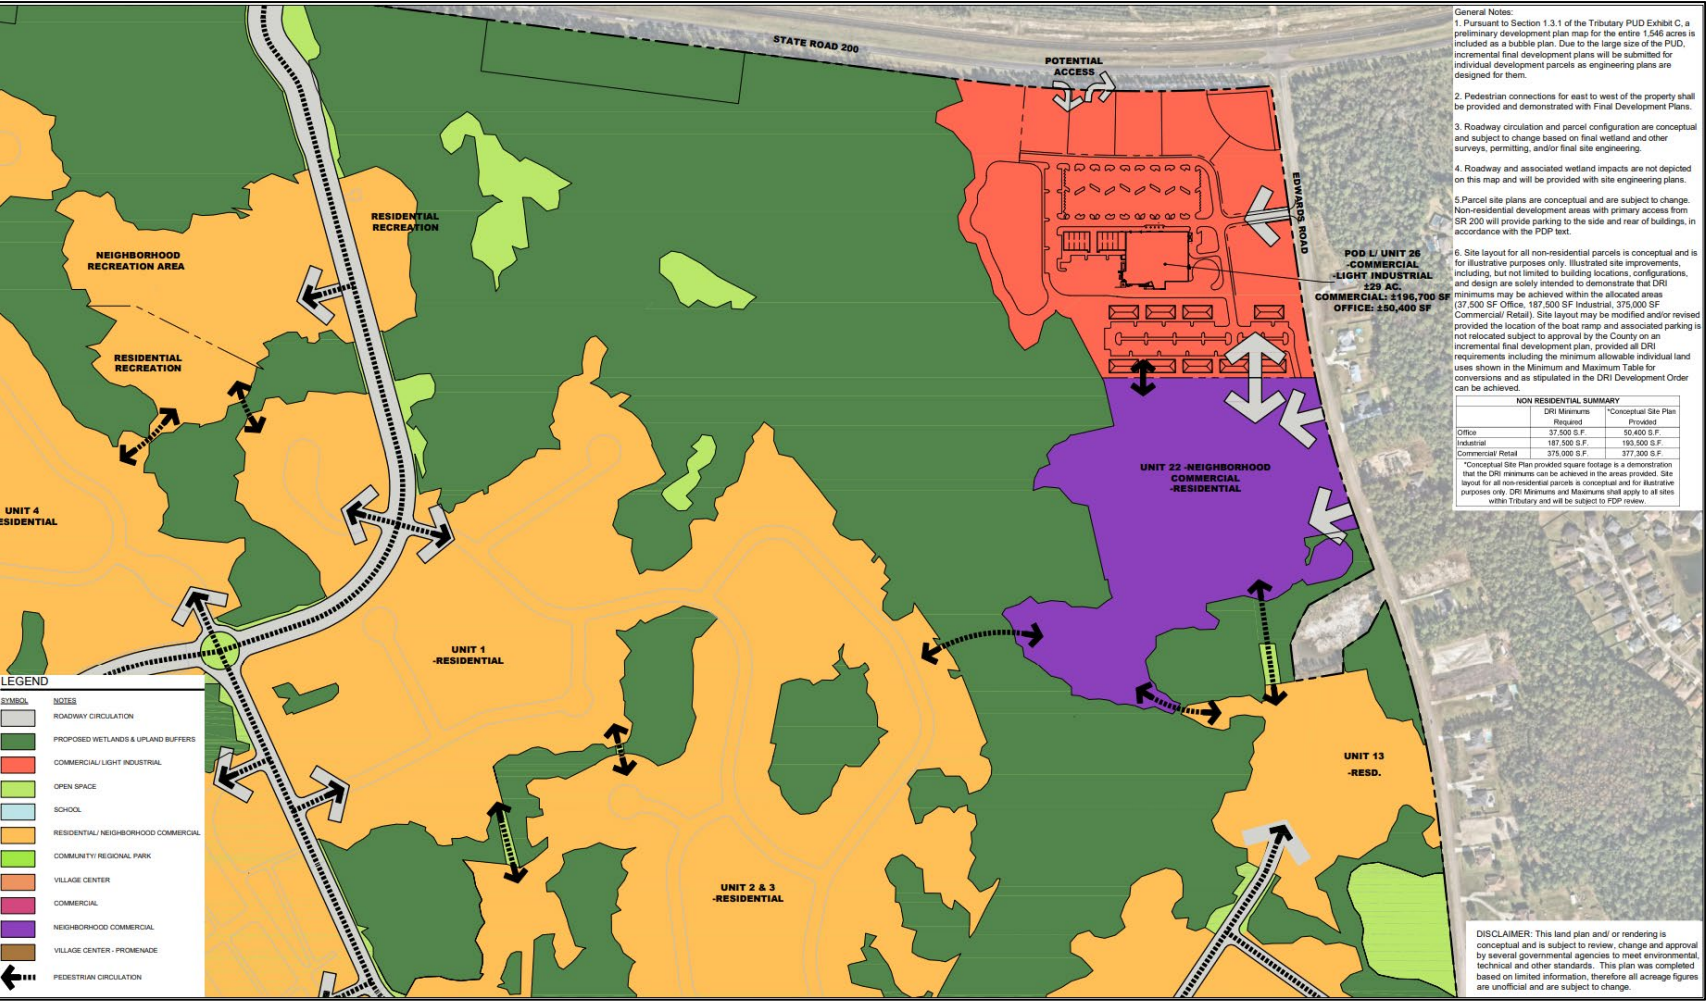 STATE ROAD 200
POTENTIAL
ACCESS
EDWARDS ROAD
RESIDENTIAL
RECREATION
NEIGHBORHOOD
RECREATION AREA
RESIDENTIAL
RECREATION
POD L/ UNIT 26
-COMMERCIAL
-LIGHT INDUSTRIAL
±29 AC.
COMMERCIAL: ±196,700 SF
OFFICE: ±50,400 SF
UNIT 22 -NEIGHBORHOOD
COMMERCIAL
-RESIDENTIAL
UNIT 4
ESIDENTIAL
UNIT 1
-RESIDENTIAL
UNIT 13
-RESD.
UNIT 2 & 3
-RESIDENTIAL
LEGEND
SYMBOL NOTES
ROADWAY CIRCULATION
PROPOSED WETLANDS & UPLAND BUFFERS
COMMERCIAL/ LIGHT INDUSTRIAL
OPEN SPACE
SCHOOL
RESIDENTIAL/ NEIGHBORHOOD COMMERCIAL
COMMUNITY/ REGIONAL PARK
VILLAGE CENTER
COMMERCIAL
NEIGHBORHOOD COMMERCIAL
VILLAGE CENTER - PROMENADE
PEDESTRIAN CIRCULATION
General Notes:
1. Pursuant to Section 1.3.1 of the Tributary PUD Exhibit C, a
preliminary development plan map for the entire 1,546 acres is
included as a bubble plan. Due to the large size of the PUD,
incremental final development plans will be submitted for
individual development parcels as engineering plans are
designed for them.
2. Pedestrian connections for east to west of the property shall
be provided and demonstrated with Final Development Plans.
3. Roadway circulation and parcel configuration are conceptual
and subject to change based on final wetland and other
surveys, permitting, and/or final site engineering.
4. Roadway and associated wetland impacts are not depicted
on this map and will be provided with site engineering plans.
5.Parcel site plans are conceptual and are subject to change.
Non-residential development areas with primary access from
SR 200 will provide parking to the side and rear of buildings, in
accordance with the PDP text.
6. Site layout for all non-residential parcels is conceptual and is
for illustrative purposes only. Illustrated site improvements,
including, but not limited to building locations, configurations,
and design are solely intended to demonstrate that DRI
minimums may be achieved within the allocated areas
(37,500 SF Office, 187,500 SF Industrial, 375,000 SF
Commercial/ Retail). Site layout may be modified and/or revised
provided the location of the boat ramp and associated parking is
not relocated subject to approval by the County on an
incremental final development plan, provided all DRI
requirements including the minimum allowable individual land
uses shown in the Minimum and Maximum Table for
conversions and as stipulated in the DRI Development Order
can be achieved.
NON RESIDENTIAL SUMMARY
DRI Minimums *Conceptual Site Plan
Required Provided
Office 37,500 S.F. 50,400 S.F.
Industrial 187,500 S.F. 193,500 S.F.
Commercial/ Retail 375,000 S.F. 377,300 S.F.
*Conceptual Site Plan provided square footage is a demonstration
that the DRI minimums can be achieved in the areas provided. Site
layout for all non-residential parcels is conceptual and for illustrative
purposes only. DRI Minimums and Maximums shall apply to all sites
within Tributary and will be subject to FDP review.
DISCLAIMER: This land plan and/ or rendering is
conceptual and is subject to review, change and approval
by several governmental agencies to meet environmental,
technical and other standards. This plan was completed
based on limited information, therefore all acreage figures
are unofficial and are subject to change.